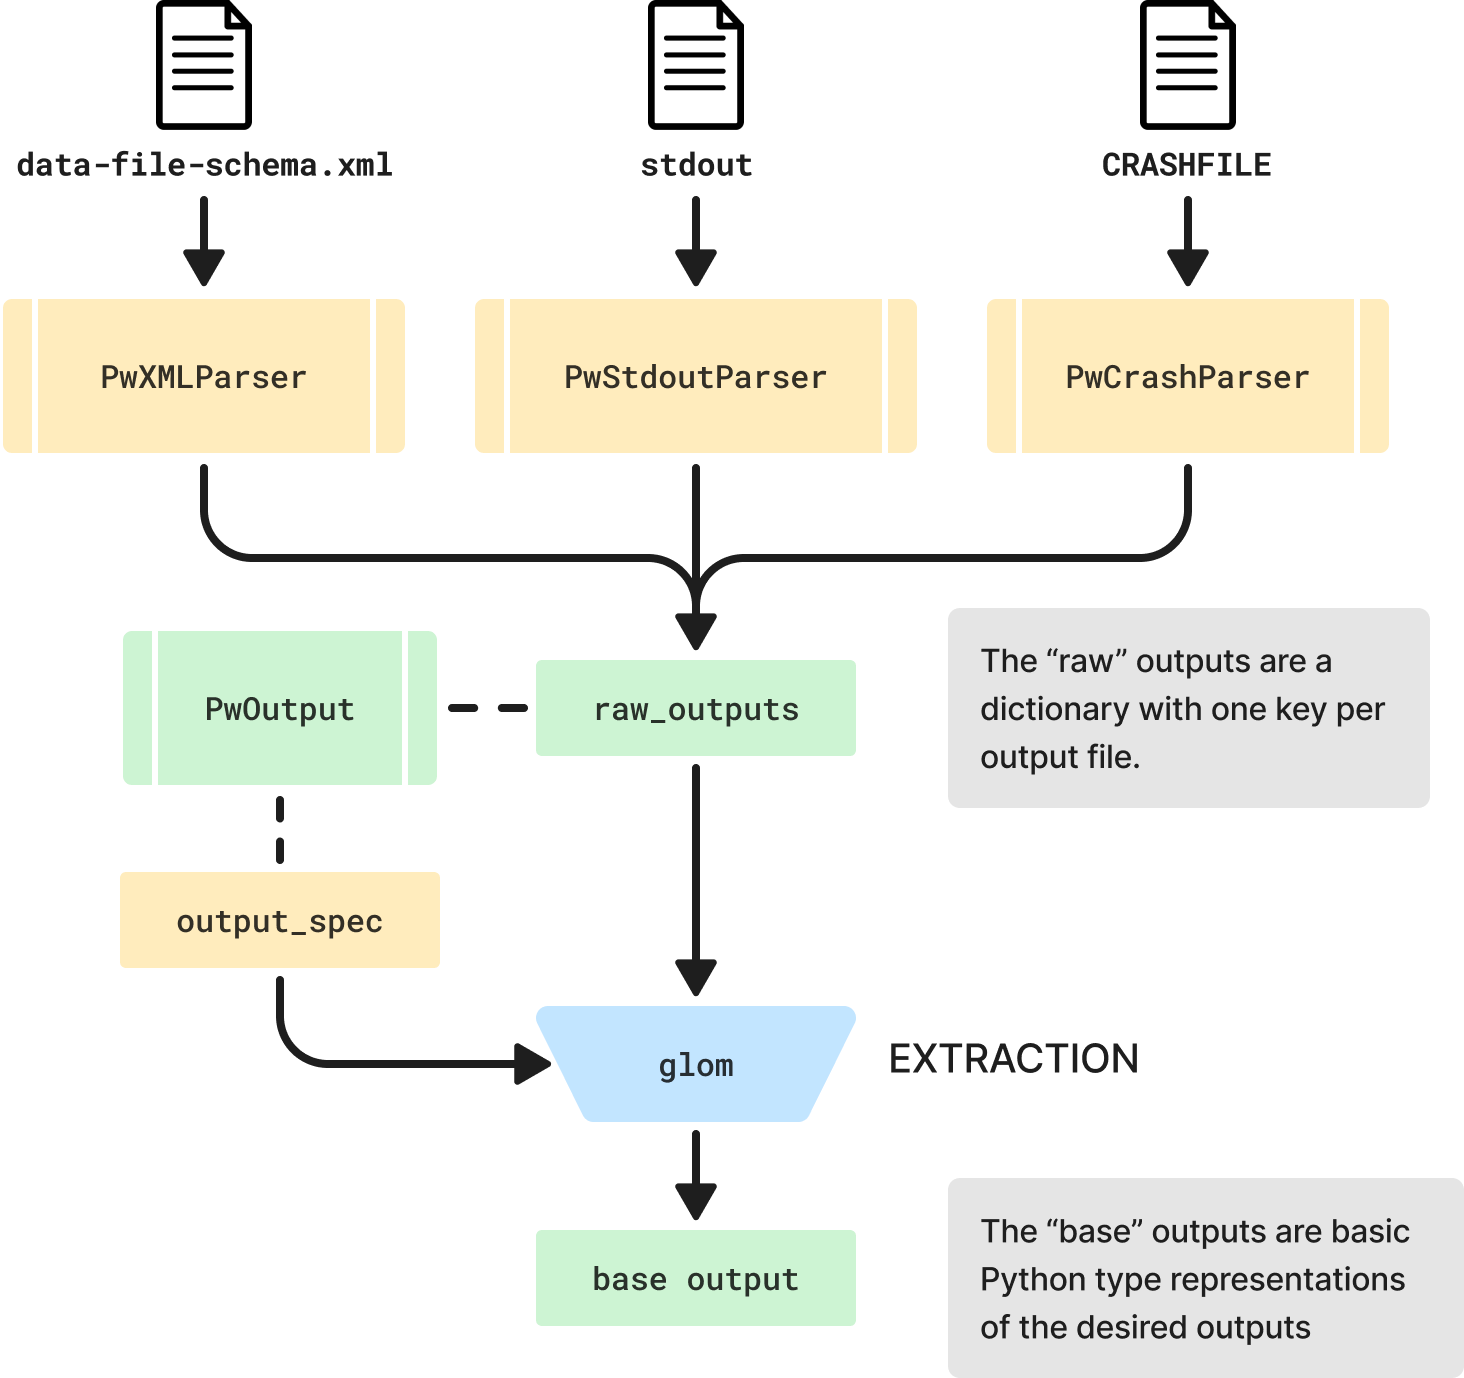 data-file-schema.xml
stdout
CRASHFILE
PwXMLParser
PwStdoutParser
PwCrashParser
PwOutput
raw_outputs
The “raw” outputs are a
dictionary with one key per
output file.
output_spec
glom
EXTRACTION
base output
The “base” outputs are basic
Python type representations
of the desired outputs